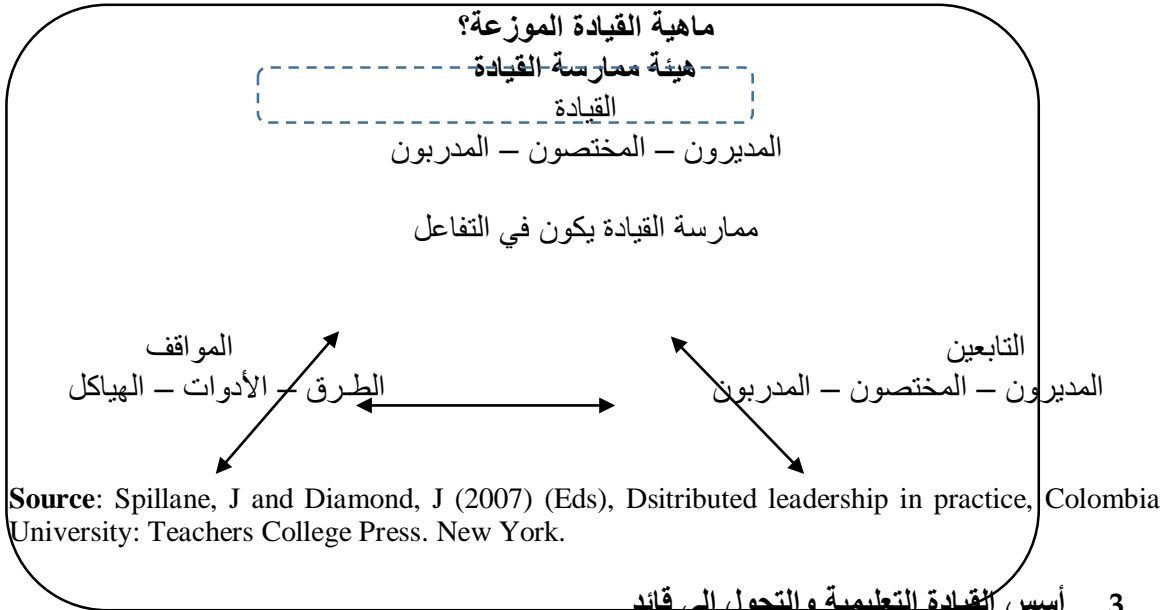 ماهية القيادة الموزعة؟
هيئة ممارسة القيادة
القيادة
المديرون – المختصون – المدربون
ممارسة القيادة يكون في التفاعل
التابعين
المديرون – المختصون – المدربون
المواقف
الطرق – الأدوات – الهياكل
Source: Spillane, J and Diamond, J (2007) (Eds), Dsitributed leadership in practice, Colombia
University: Teachers College Press. New York.
3. أسس القيادة التعليمية والتحول إلى قائد